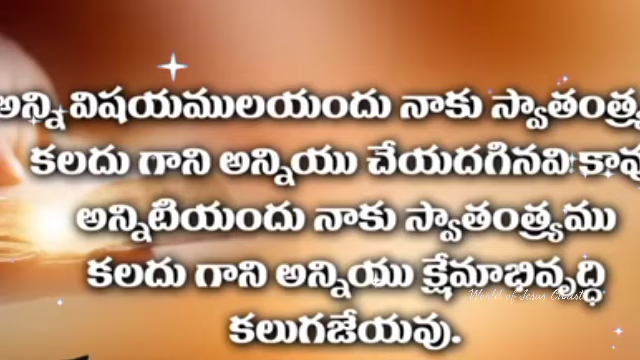 అన్ని విషయములయందు నాకు స్వాతంత్ర్య
కలదు గాని అన్నియు చేయదగినవి కావు
అన్నిటియందు నాకు స్వాతంత్ర్యము
కలదు గాని అన్నియు క్షేమాభివృద్ధి
World of Jesus Christ
కలుగజేయవు.